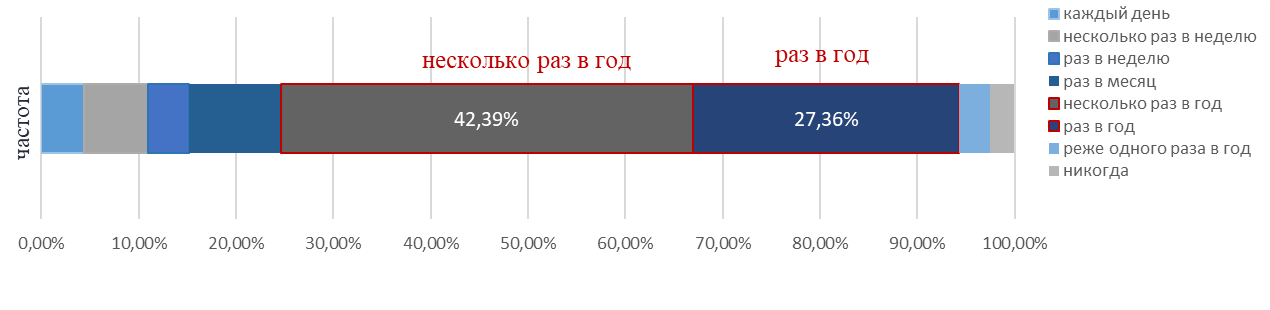 несколько раз в год
раз в год
частота
42,39%
27,36%
0,00%
10,00%
20,00%
30,00%
40,00%
50,00%
60,00%
70,00%
80,00%
90,00%
100,00%
каждый день
несколько раз в неделю
раз в неделю
раз в месяц
несколько раз в год
раз в год
реже одного раза в год
никогда